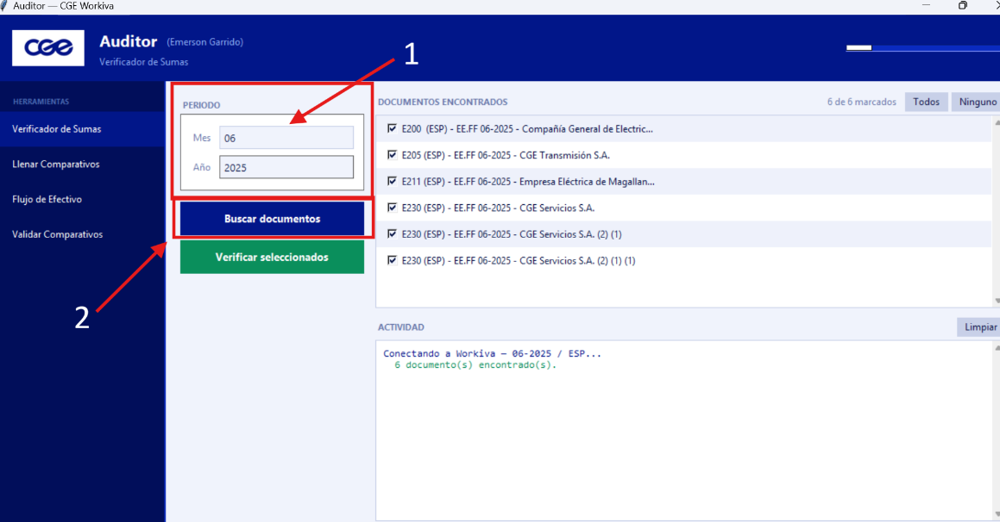 Auditor — CGE Workiva
CGE
Auditor (Emerson Garrido)
Verificador de Sumas
1
HERRAMIENTAS
Verificador de Sumas
Llenar Comparativos
Flujo de Efectivo
Validar Comparativos
PERIODO
Mes 06
Año 2025
Buscar documentos
Verificar seleccionados
2
DOCUMENTOS ENCONTRADOS
6 de 6 marcados Todos Ninguno
E200 (ESP) - EE.FF 06-2025 - Compañía General de Electric...
E205 (ESP) - EE.FF 06-2025 - CGE Transmisión S.A.
E211 (ESP) - EE.FF 06-2025 - Empresa Eléctrica de Magallan...
E230 (ESP) - EE.FF 06-2025 - CGE Servicios S.A.
E230 (ESP) - EE.FF 06-2025 - CGE Servicios S.A. (2) (1)
E230 (ESP) - EE.FF 06-2025 - CGE Servicios S.A. (2) (1) (1)
ACTIVIDAD
Limpiar
Conectando a Workiva — 06-2025 / ESP...
6 documento(s) encontrado(s).